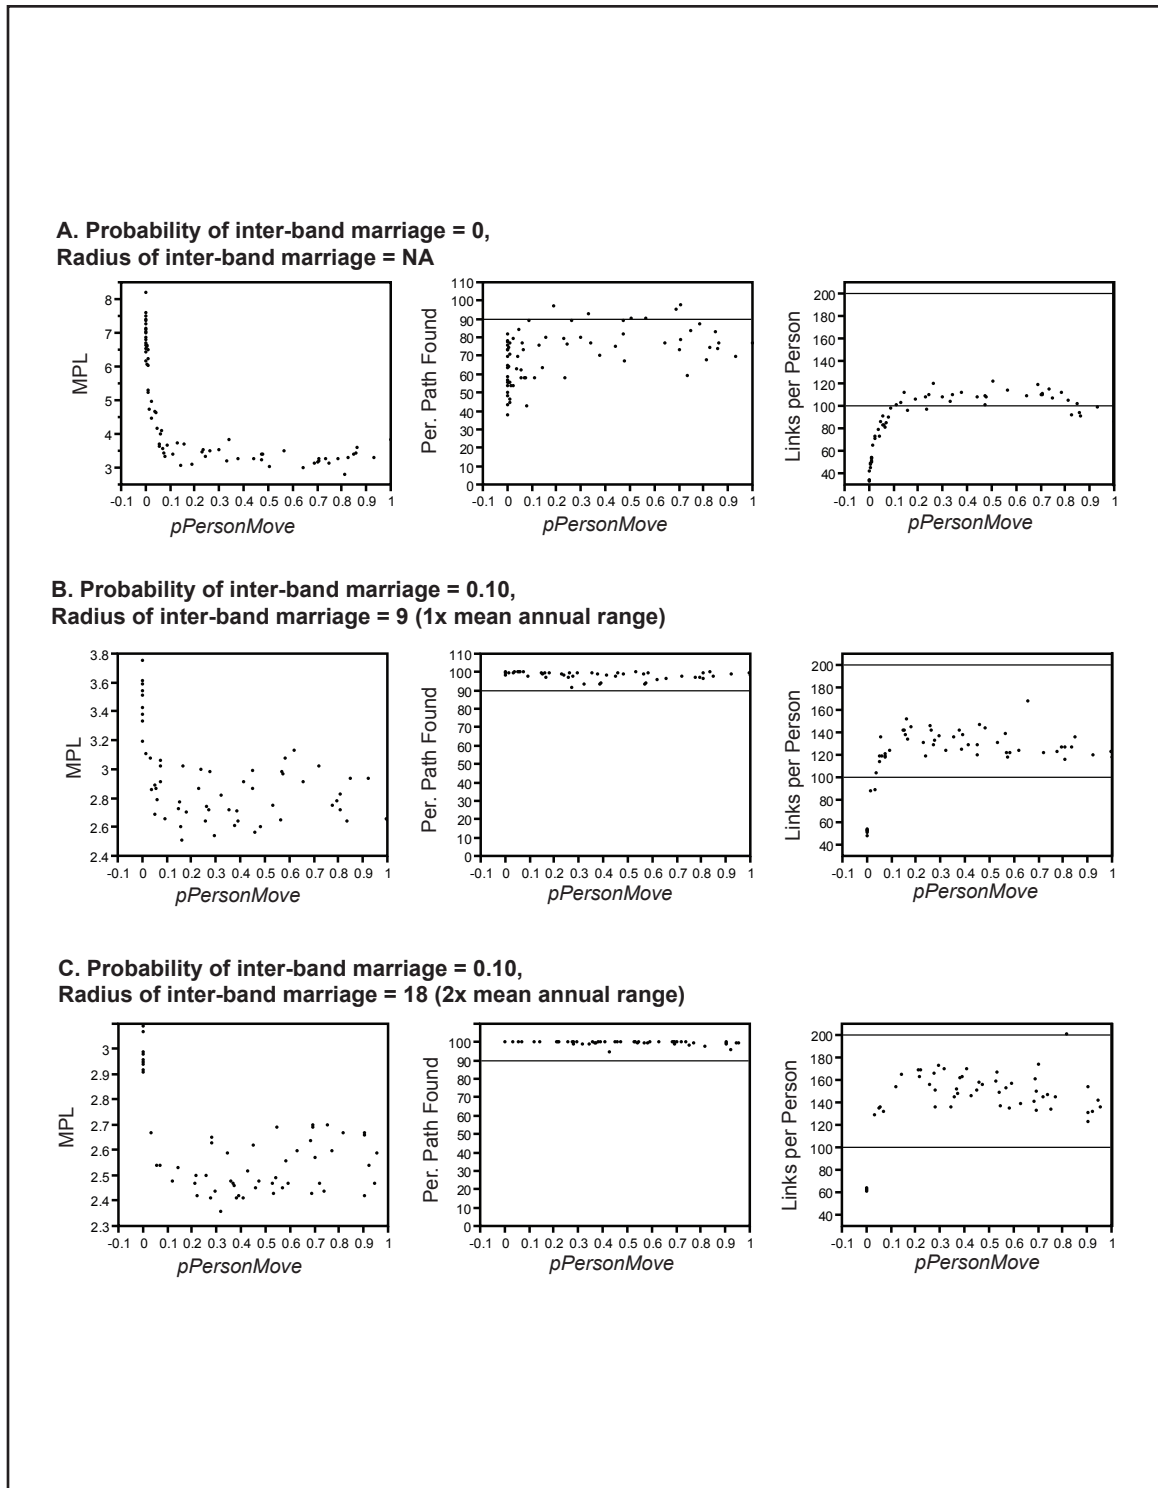 A. Probability of inter-band marriage = 0,
Radius of inter-band marriage = NA
MPL
8
7
6
5
4
3
-0.1 0 0.1 0.2 0.3 0.4 0.5 0.6 0.7 0.8 0.9 1
pPersonMove
Per. Path Found
110
100
90
80
70
60
50
40
30
20
10
0
-0.1 0 0.1 0.2 0.3 0.4 0.5 0.6 0.7 0.8 0.9 1
pPersonMove
Links per Person
200
180
160
140
120
100
80
60
40
-0.1 0 0.1 0.2 0.3 0.4 0.5 0.6 0.7 0.8 0.9 1
pPersonMove
B. Probability of inter-band marriage = 0.10,
Radius of inter-band marriage = 9 (1x mean annual range)
MPL
3.8
3.6
3.4
3.2
3
2.8
2.6
2.4
-0.1 0 0.1 0.2 0.3 0.4 0.5 0.6 0.7 0.8 0.9 1
pPersonMove
Per. Path Found
110
100
90
80
70
60
50
40
30
20
10
0
-0.1 0 0.1 0.2 0.3 0.4 0.5 0.6 0.7 0.8 0.9 1
pPersonMove
Links per Person
200
180
160
140
120
100
80
60
40
-0.1 0 0.1 0.2 0.3 0.4 0.5 0.6 0.7 0.8 0.9 1
pPersonMove
C. Probability of inter-band marriage = 0.10,
Radius of inter-band marriage = 18 (2x mean annual range)
MPL
3
2.9
2.8
2.7
2.6
2.5
2.4
2.3
-0.1 0 0.1 0.2 0.3 0.4 0.5 0.6 0.7 0.8 0.9 1
pPersonMove
Per. Path Found
100
90
80
70
60
50
40
30
20
10
0
-0.1 0 0.1 0.2 0.3 0.4 0.5 0.6 0.7 0.8 0.9 1
pPersonMove
Links per Person
200
180
160
140
120
100
80
60
40
-0.1 0 0.1 0.2 0.3 0.4 0.5 0.6 0.7 0.8 0.9 1
pPersonMove